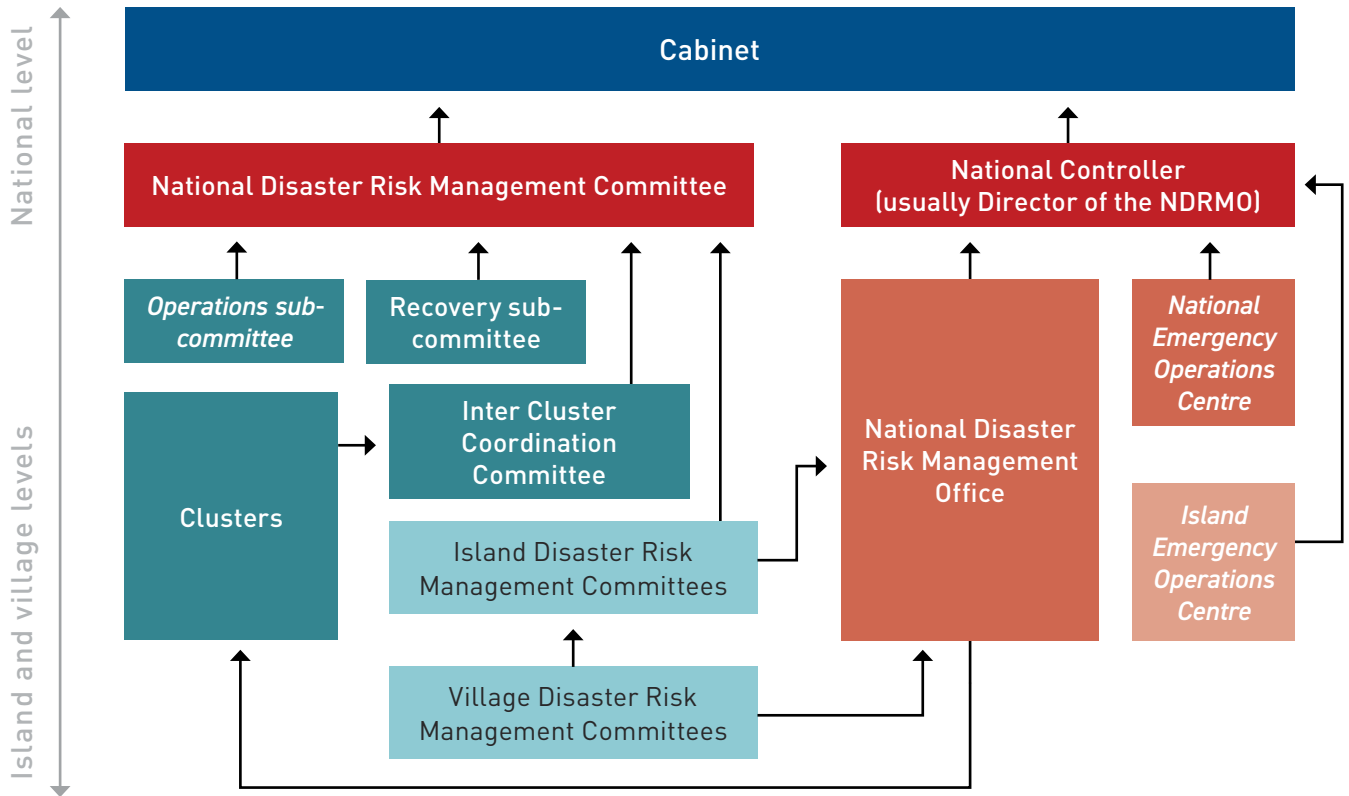 National level
Island and village levels
Cabinet
National Disaster Risk Management Committee
National Controller
(usually Director of the NDRMO)
Operations sub-
committee
Recovery sub-
committee
National
Emergency
Operations
Centre
Clusters
Inter Cluster
Coordination
Committee
National Disaster
Risk Management
Office
Island Disaster Risk
Management Committees
Island
Emergency
Operations
Centre
Village Disaster Risk
Management Committees